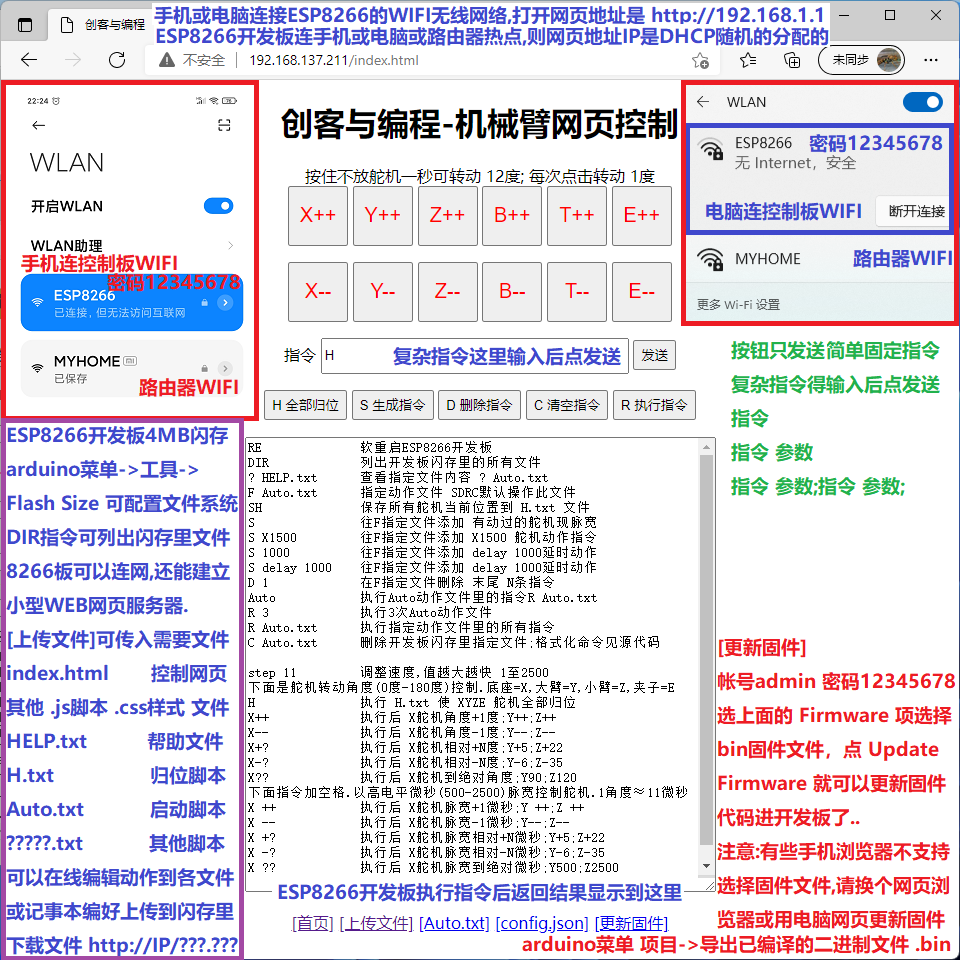 创客与编程
手机或电脑连接ESP8266的WIFI无线网络,打开网页地址是 http://192.168.1.1
ESP8266开发板连手机或电脑或路由器热点,则网页地址IP是DHCP随机的分配的
不安全
192.168.137.211/index.html
未同步
22:24
WLAN
开启WLAN
WLAN助理
手机连控制板WIFI
密码12345678
ESP8266
已连接，但无法访问互联网
MYHOME
已保存
路由器WIFI
创客与编程-机械臂网页控制
按住不放舵机一秒可转动 12度; 每次点击转动 1度
X++ Y++ Z++ B++ T++ E++
X-- Y-- Z-- B-- T-- E--
指令 H 复杂指令这里输入后点发送 发送
H 全部归位 S 生成指令 D 删除指令 C 清空指令 R 执行指令
WLAN
ESP8266 密码12345678
无 Internet，安全
电脑连控制板WIFI 断开连接
MYHOME 路由器WIFI
更多 Wi-Fi 设置
按钮只发送简单固定指令
复杂指令得输入后点发送
指令
指令 参数
指令 参数;指令 参数;
ESP8266开发板4MB闪存
arduino菜单->工具->
Flash Size 可配置文件系统
DIR指令可列出闪存里文件
8266板可以连网,还能建立
小型WEB网页服务器.
[上传文件]可传入需要文件
index.html 控制网页
其他 .js脚本 .css样式 文件
HELP.txt 帮助文件
H.txt 归位脚本
Auto.txt 启动脚本
?????.txt 其他脚本
可以在线编辑动作到各文件
或记事本编好上传到闪存里
下载文件 http://IP/???.???
RE 软重启ESP8266开发板
DIR 列出开发板闪存里的所有文件
? HELP.txt 查看指定文件内容 ? Auto.txt
F Auto.txt 指定动作文件 SDRC默认操作此文件
SH 保存所有舵机当前位置到 H.txt 文件
S 往F指定文件添加 有动过的舵机现脉宽
S X1500 往F指定文件添加 X1500 舵机动作指令
S 1000 往F指定文件添加 delay 1000延时动作
S delay 1000 往F指定文件添加 delay 1000延时动作
D 1 在F指定文件删除 末尾 N条指令
Auto 执行Auto动作文件里的指令R Auto.txt
R 3 执行3次Auto动作文件
R Auto.txt 执行指定动作文件里的所有指令
C Auto.txt 删除开发板闪存里指定文件;格式化命令见源代码
step 11 调整速度,值越大越快 1至2500
下面是舵机转动角度(0度-180度)控制.底座=X,大臂=Y,小臂=Z,夹子=E
H 执行 H.txt 使 XYZE 舵机全部归位
X++ 执行后 X舵机角度+1度;Y++;Z++
X-- 执行后 X舵机角度-1度;Y--;Z--
X+? 执行后 X舵机相对+N度;Y+5;Z+22
X-? 执行后 X舵机相对-N度;Y-6;Z-35
X?? 执行后 X舵机到绝对角度;Y90;Z120
下面指令加空格.以高电平微秒(500-2500)脉宽控制舵机.1角度≈11微秒
X ++ 执行后 X舵机脉宽+1微秒;Y ++;Z ++
X -- 执行后 X舵机脉宽-1微秒;Y--;Z--
X +? 执行后 X舵机脉宽相对+N微秒;Y+5;Z+22
X -? 执行后 X舵机脉宽相对-N微秒;Y-6;Z-35
X ?? 执行后 X舵机脉宽到绝对微秒;Y500;Z2500
ESP8266开发板执行指令后返回结果显示到这里
[首页] [上传文件] [Auto.txt] [config.json] [更新固件]
[更新固件]
帐号admin 密码12345678
选上面的 Firmware 项选择
bin固件文件，点 Update
Firmware 就可以更新固件
代码进开发板了..
注意:有些手机浏览器不支持
选择固件文件,请换个网页浏
览器或用电脑网页更新固件
arduino菜单 项目->导出已编译的二进制文件 .bin